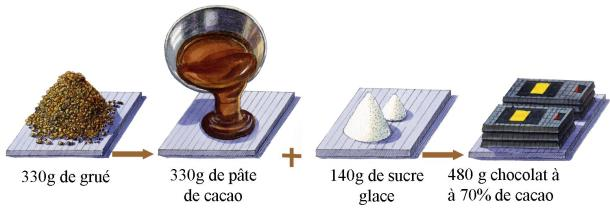 330g de grué
330g de pâte
de cacao
+
140g de sucre
glace
480 g chocolat à
à 70% de cacao